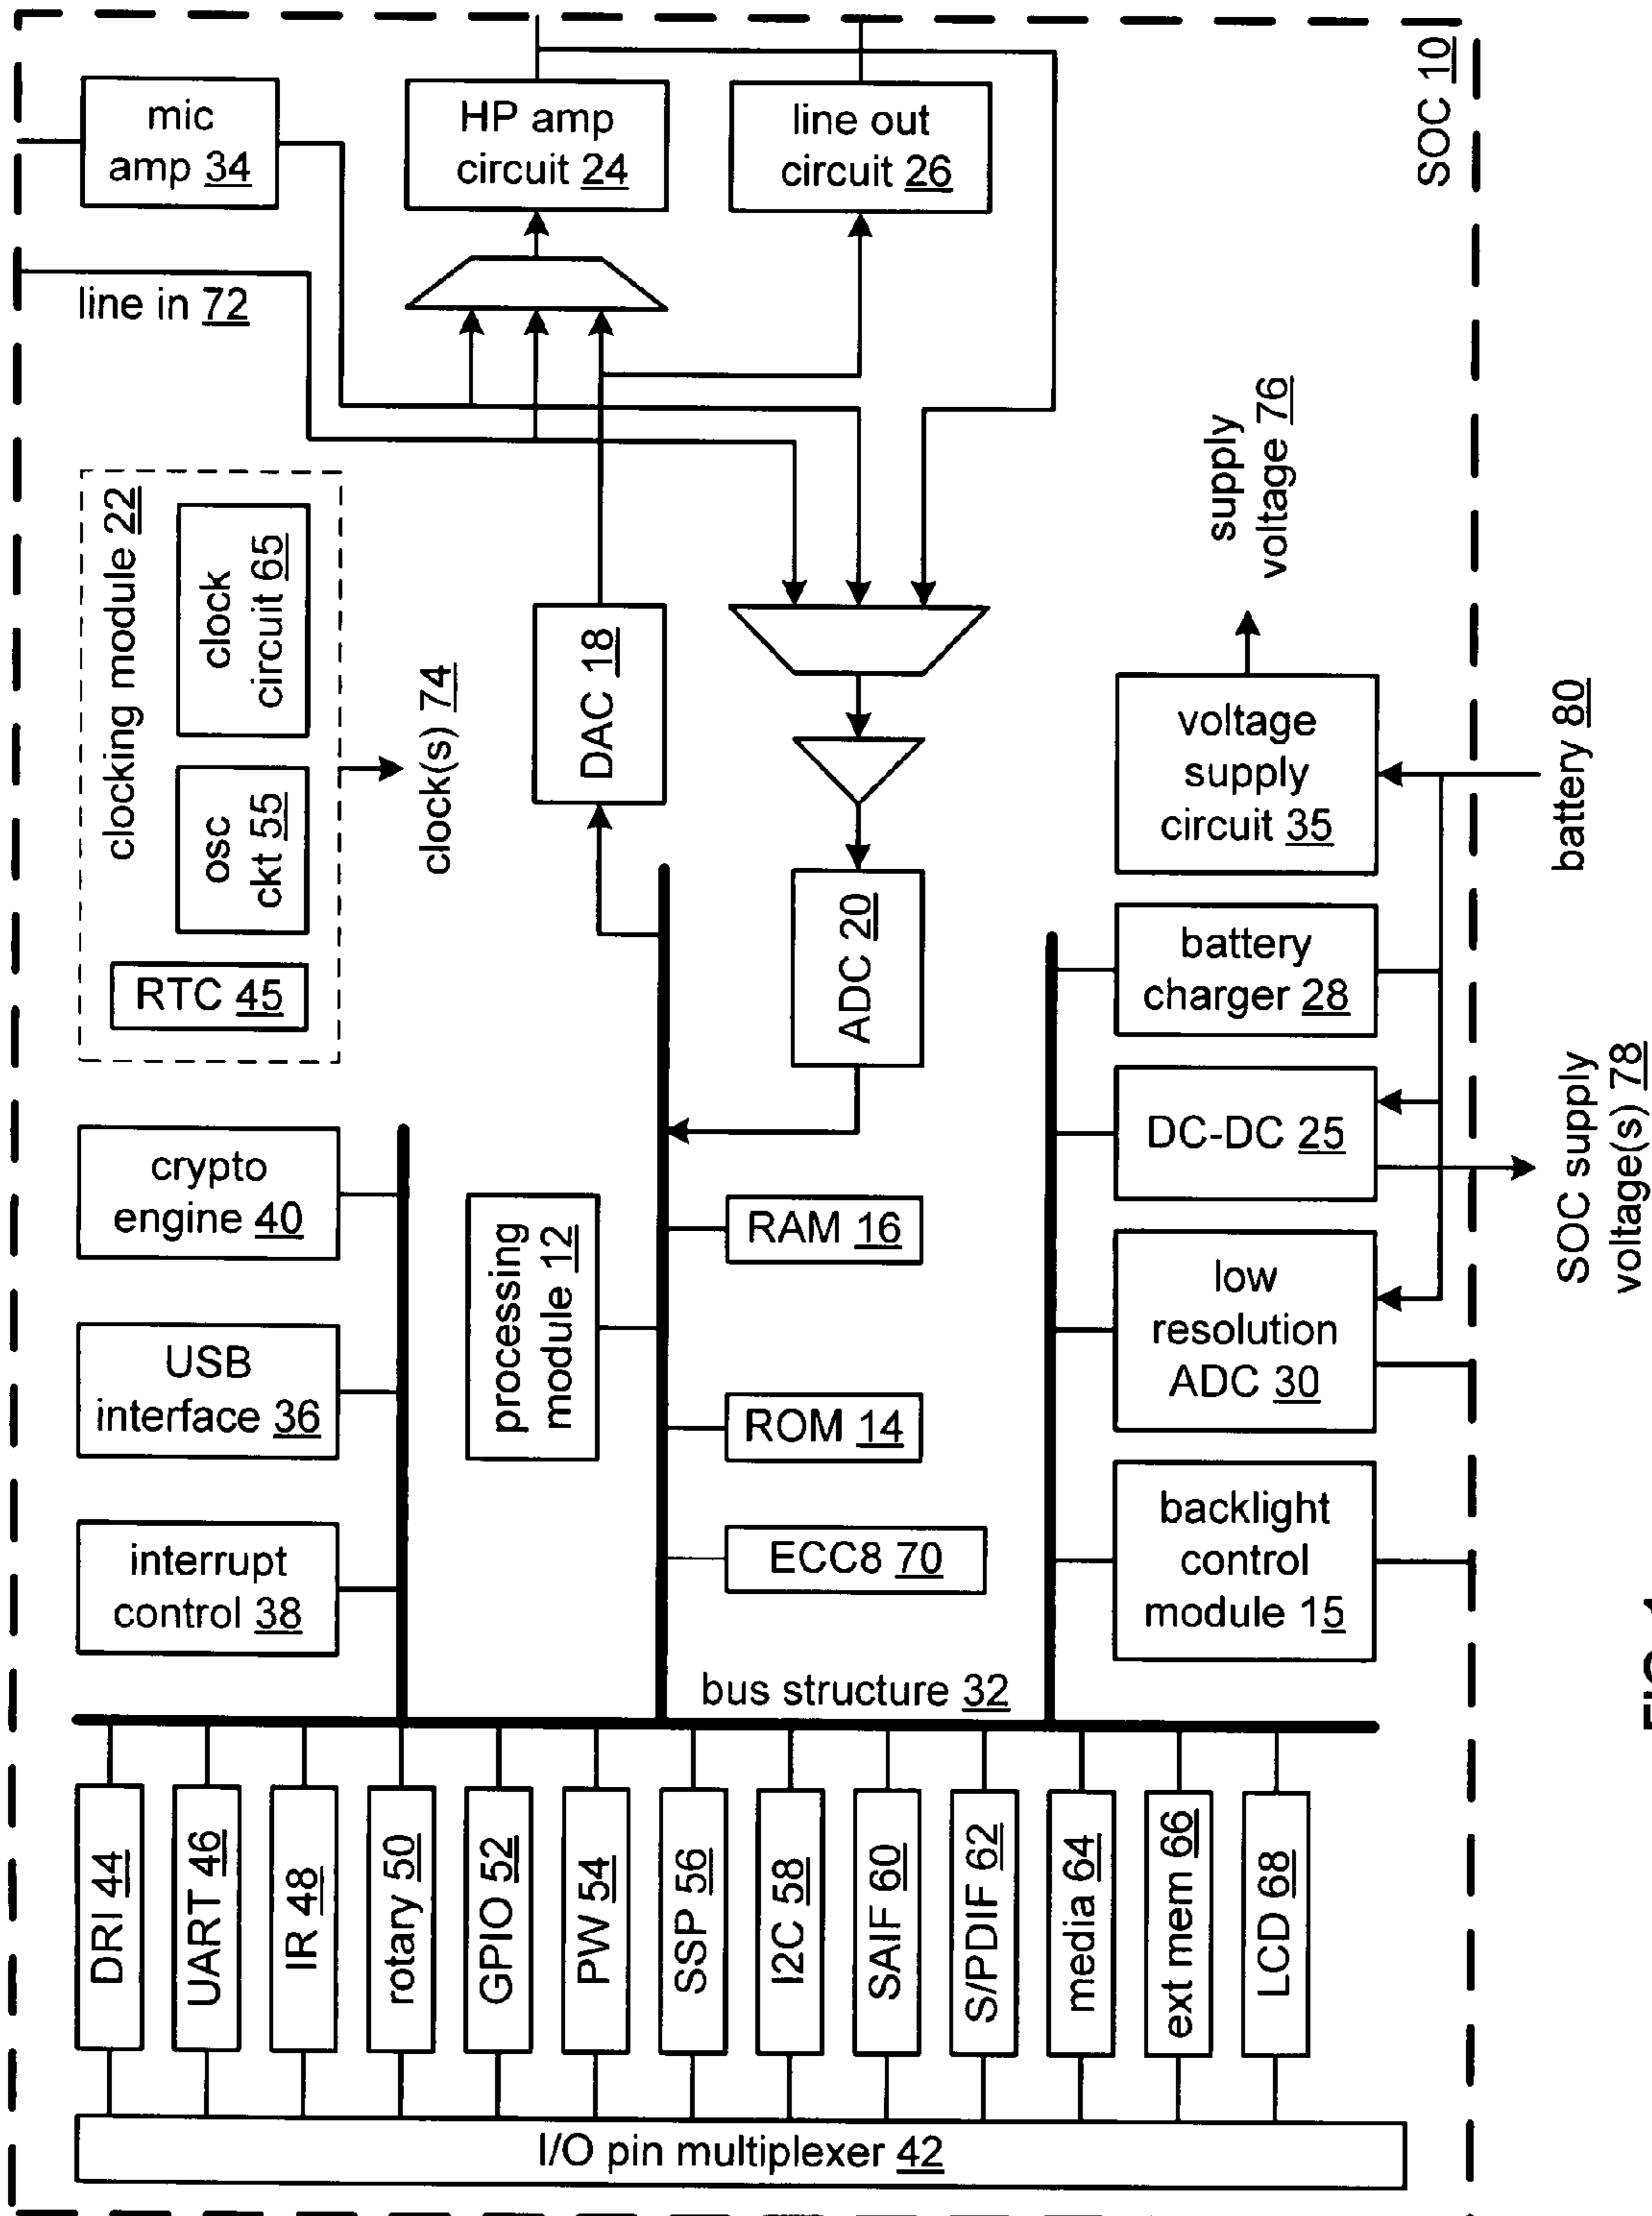 SOC 10
mic
amp 34
HP amp
circuit 24
line out
circuit 26
line in 72
clocking module 22
clock
circuit 65
osc
ckt 55
RTC 45
clock(s) 74
DAC 18
ADC 20
supply
voltage 76
voltage
supply
circuit 35
battery 80
battery
charger 28
DC-DC 25
SOC supply
voltage(s) 78
low
resolution
ADC 30
backlight
control
module 15
crypto
engine 40
USB
interface 36
interrupt
control 38
processing
module 12
RAM 16
ROM 14
ECC8 70
bus structure 32
DRI 44
UART 46
IR 48
rotary 50
GPIO 52
PW 54
SSP 56
I2C 58
SAIF 60
S/PDIF 62
media 64
ext mem 66
LCD 68
I/O pin multiplexer 42